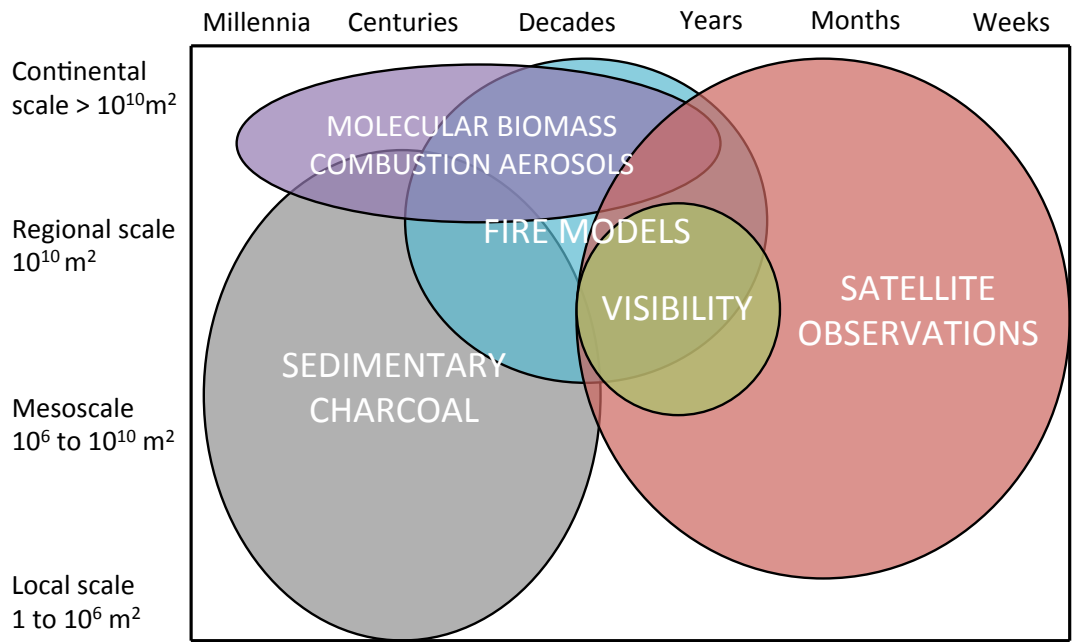 Millennia Centuries Decades Years Months Weeks
Continental
scale > 10¹⁰m²
MOLECULAR BIOMASS
COMBUSTION AEROSOLS
Regional scale
10¹⁰ m²
FIRE MODELS
VISIBILITY
SATELLITE
OBSERVATIONS
SEDIMENTARY
CHARCOAL
Mesoscale
10⁶ to 10¹⁰ m²
Local scale
1 to 10⁶ m²